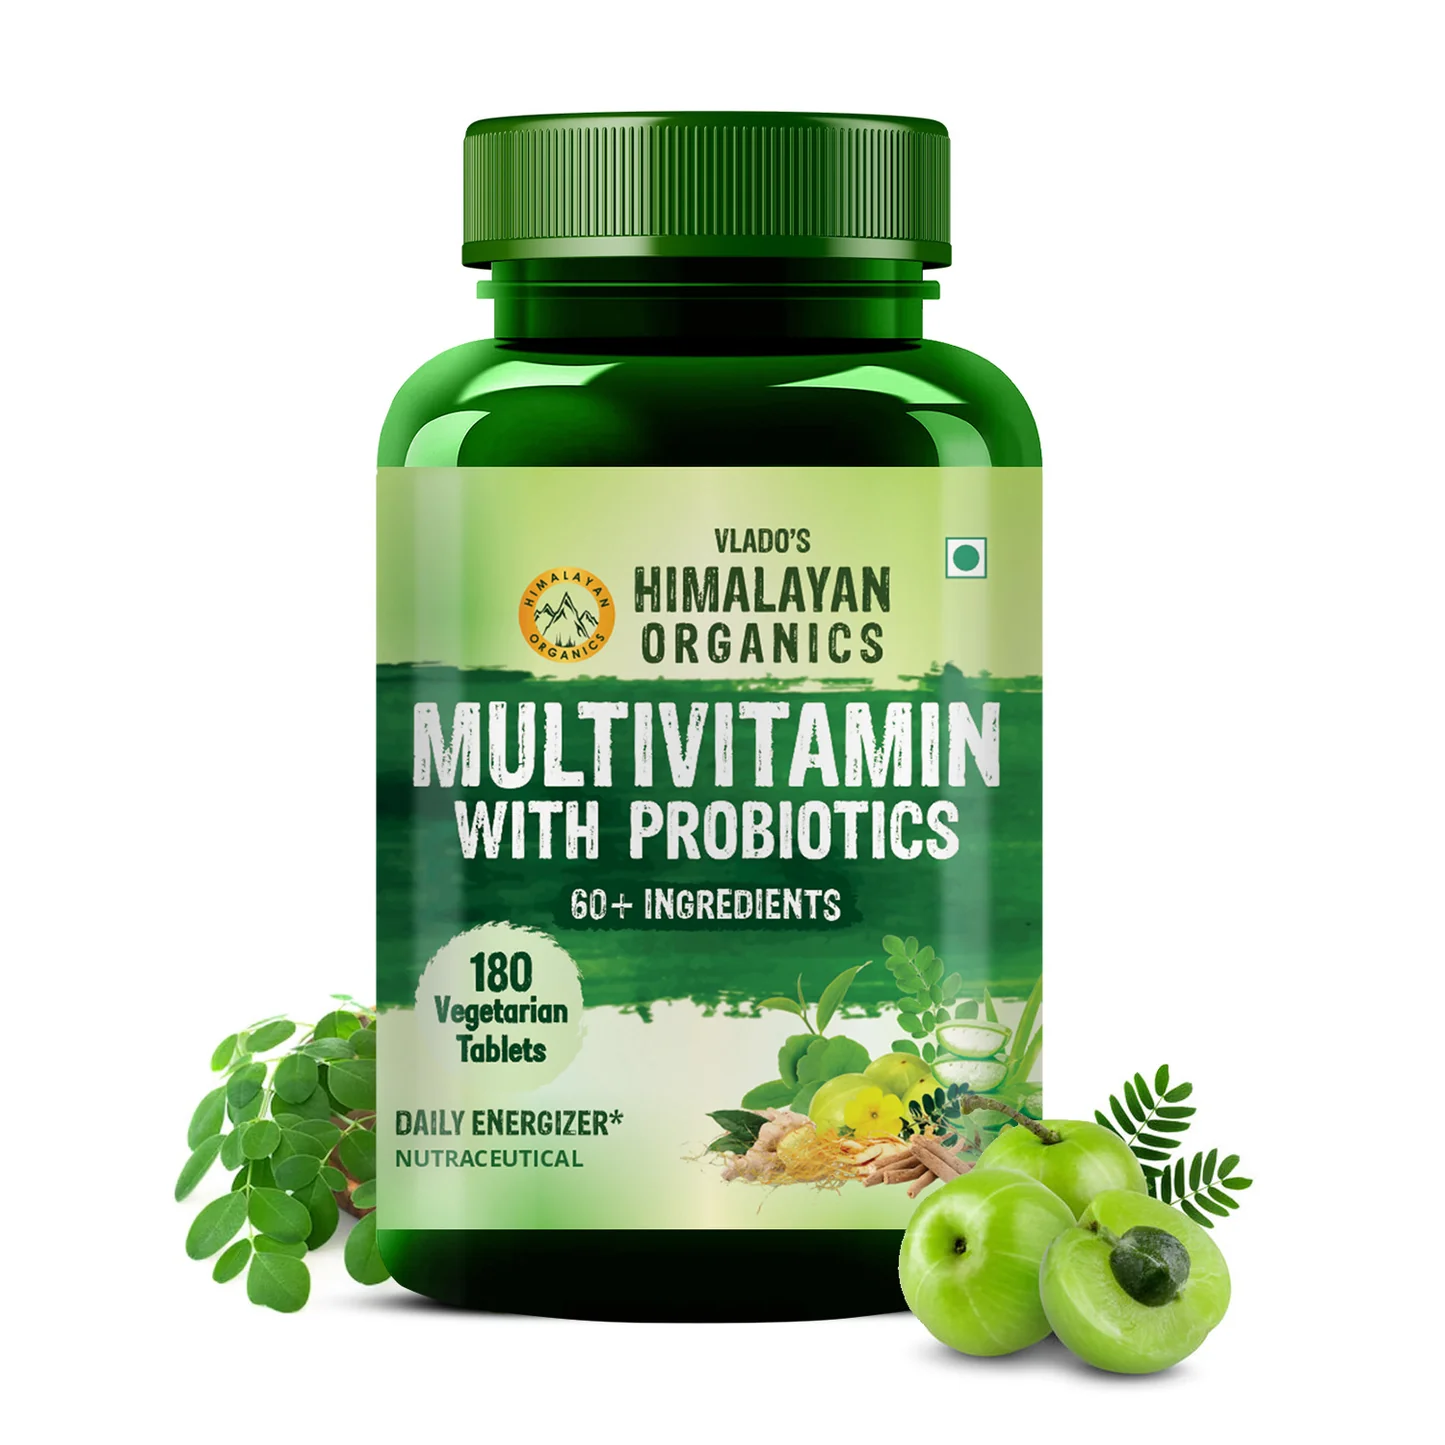 VLADO'S
HIMALAYAN
ORGANICS
HIMALAYAN
ORGANICS
MULTIVITAMIN
WITH PROBIOTICS
60+ INGREDIENTS
180
Vegetarian
Tablets
DAILY ENERGIZER*
NUTRACEUTICAL